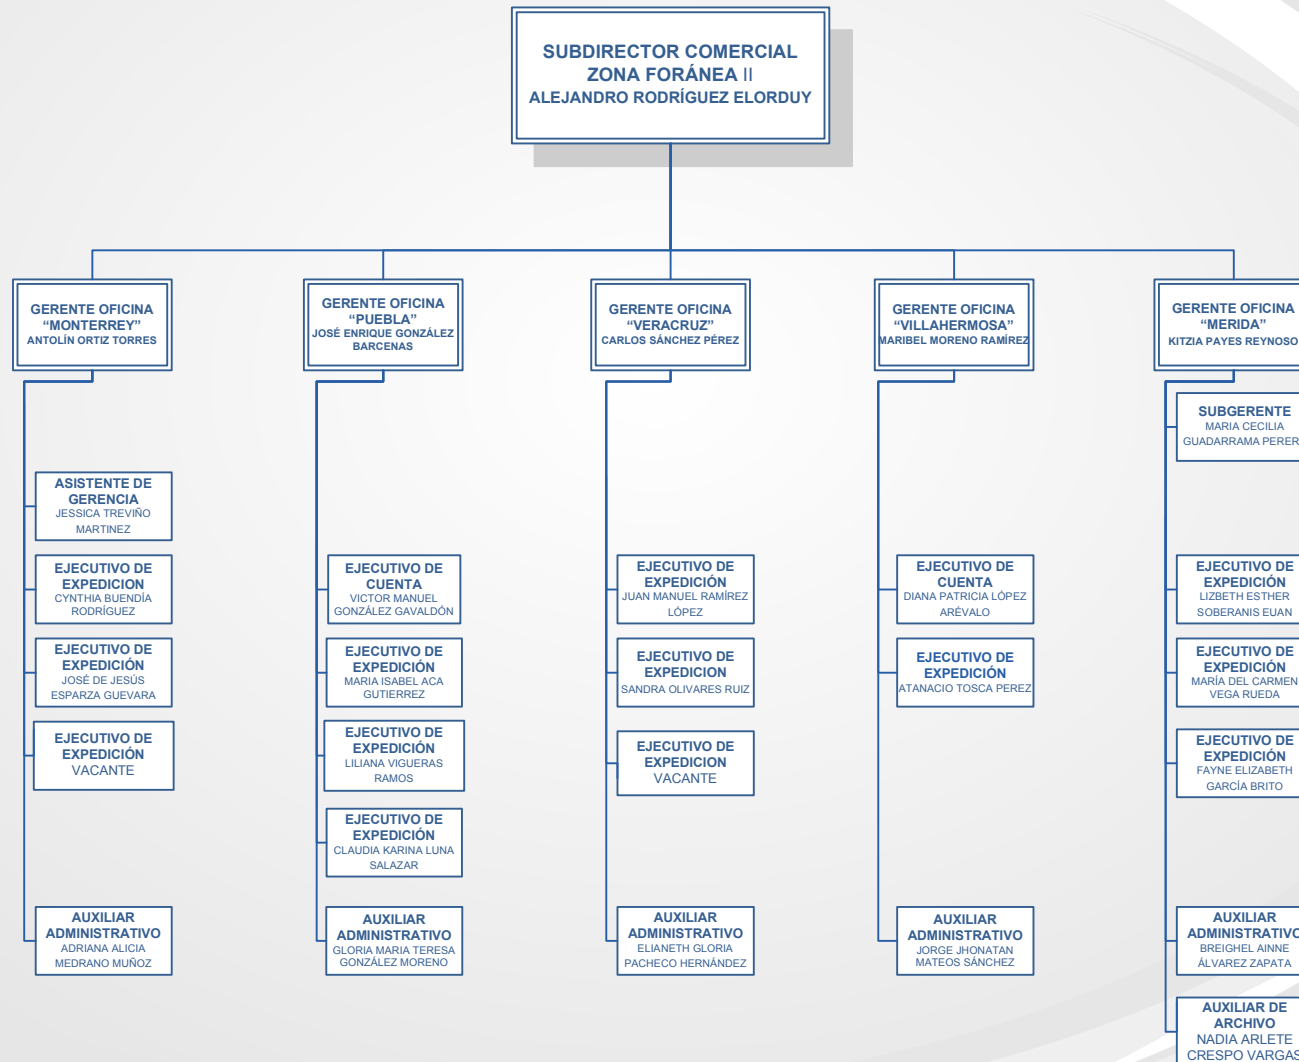 SUBDIRECTOR COMERCIAL
ZONA FORÁNEA II
ALEJANDRO RODRÍGUEZ ELORDUY
GERENTE OFICINA
“MONTERREY”
ANTOLÍN ORTIZ TORRES
ASISTENTE DE
GERENCIA
JESSICA TREVIÑO
MARTINEZ
EJECUTIVO DE
EXPEDICION
CYNTHIA BUENDÍA
RODRÍGUEZ
EJECUTIVO DE
EXPEDICIÓN
JOSÉ DE JESÚS
ESPARZA GUEVARA
EJECUTIVO DE
EXPEDICIÓN
VACANTE
AUXILIAR
ADMINISTRATIVO
ADRIANA ALICIA
MEDRANO MUÑOZ
GERENTE OFICINA
“PUEBLA”
JOSÉ ENRIQUE GONZÁLEZ
BARCENAS
EJECUTIVO DE
CUENTA
VICTOR MANUEL
GONZÁLEZ GAVALDÓN
EJECUTIVO DE
EXPEDICIÓN
MARIA ISABEL ACA
GUTIERREZ
EJECUTIVO DE
EXPEDICIÓN
LILIANA VIGUERAS
RAMOS
EJECUTIVO DE
EXPEDICIÓN
CLAUDIA KARINA LUNA
SALAZAR
AUXILIAR
ADMINISTRATIVO
GLORIA MARIA TERESA
GONZÁLEZ MORENO
GERENTE OFICINA
“VERACRUZ”
CARLOS SÁNCHEZ PÉREZ
EJECUTIVO DE
EXPEDICIÓN
JUAN MANUEL RAMÍREZ
LÓPEZ
EJECUTIVO DE
EXPEDICION
SANDRA OLIVARES RUIZ
EJECUTIVO DE
EXPEDICION
VACANTE
AUXILIAR
ADMINISTRATIVO
ELIANETH GLORIA
PACHECO HERNÁNDEZ
GERENTE OFICINA
“VILLAHERMOSA”
MARIBEL MORENO RAMÍREZ
EJECUTIVO DE
CUENTA
DIANA PATRICIA LÓPEZ
ARÉVALO
EJECUTIVO DE
EXPEDICIÓN
ATANACIO TOSCA PEREZ
AUXILIAR
ADMINISTRATIVO
JORGE JHONATAN
MATEOS SÁNCHEZ
GERENTE OFICINA
“MERIDA”
KITZIA PAYES REYNOSO
SUBGERENTE
MARIA CECILIA
GUADARRAMA PERER
EJECUTIVO DE
EXPEDICIÓN
LIZBETH ESTHER
SOBERANIS EUAN
EJECUTIVO DE
EXPEDICIÓN
MARÍA DEL CARMEN
VEGA RUEDA
EJECUTIVO DE
EXPEDICIÓN
FAYNE ELIZABETH
GARCÍA BRITO
AUXILIAR
ADMINISTRATIVO
BREIGHEL AINNE
ÁLVAREZ ZAPATA
AUXILIAR DE
ARCHIVO
NADIA ARLETE
CRESPO VARGAS